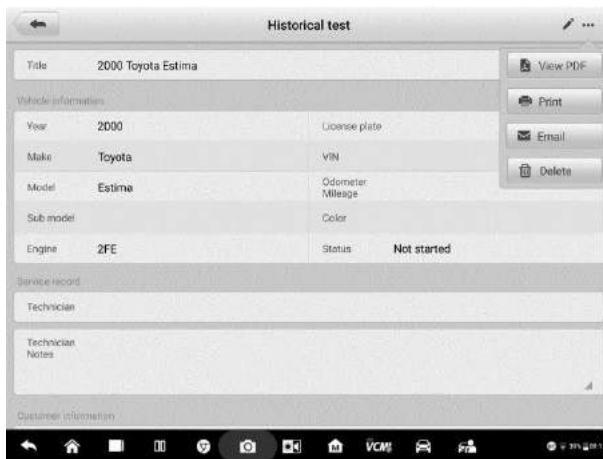 Historical test
Title 2000 Toyota Estima
View PDF
Vehicle information
Print
Year 2000 License plate
Email
Make Toyota VIN
Delete
Model Estima Odometer
Mileage
Sub model Color
Engine 2FE Status Not started
Service record
Technician
Technician
Notes
Customer information
VCMI